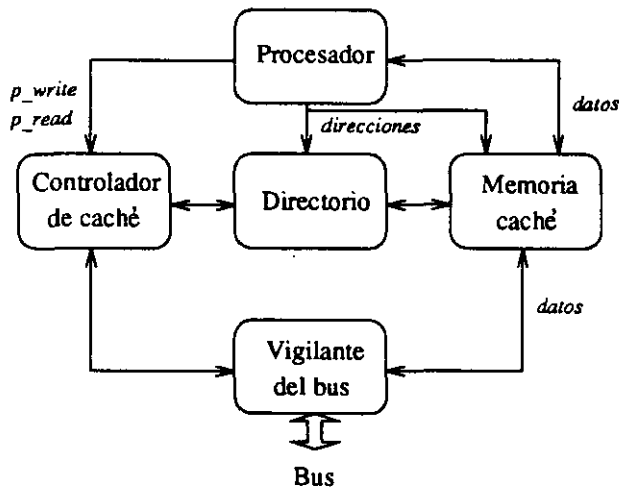 Procesador
p_write
p_read
direcciones
datos
Controlador
de caché
Directorio
Memoria
caché
datos
Vigilante
del bus
Bus